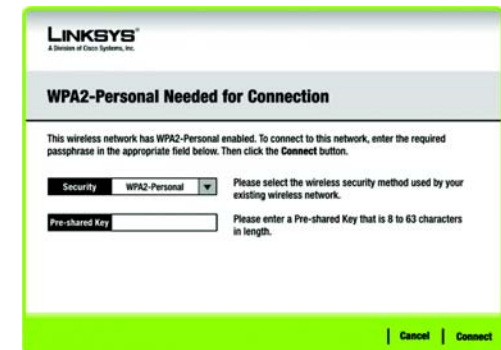 LINKSYS®
A Division of Cisco Systems, Inc.
WPA2-Personal Needed for Connection
This wireless network has WPA2-Personal enabled. To connect to this network, enter the required
passphrase in the appropriate field below. Then click the Connect button.
Security WPA2-Personal
Please select the wireless security method used by your
existing wireless network.
Pre-shared Key
Please enter a Pre-shared Key that is 8 to 63 characters
in length.
Cancel Connect